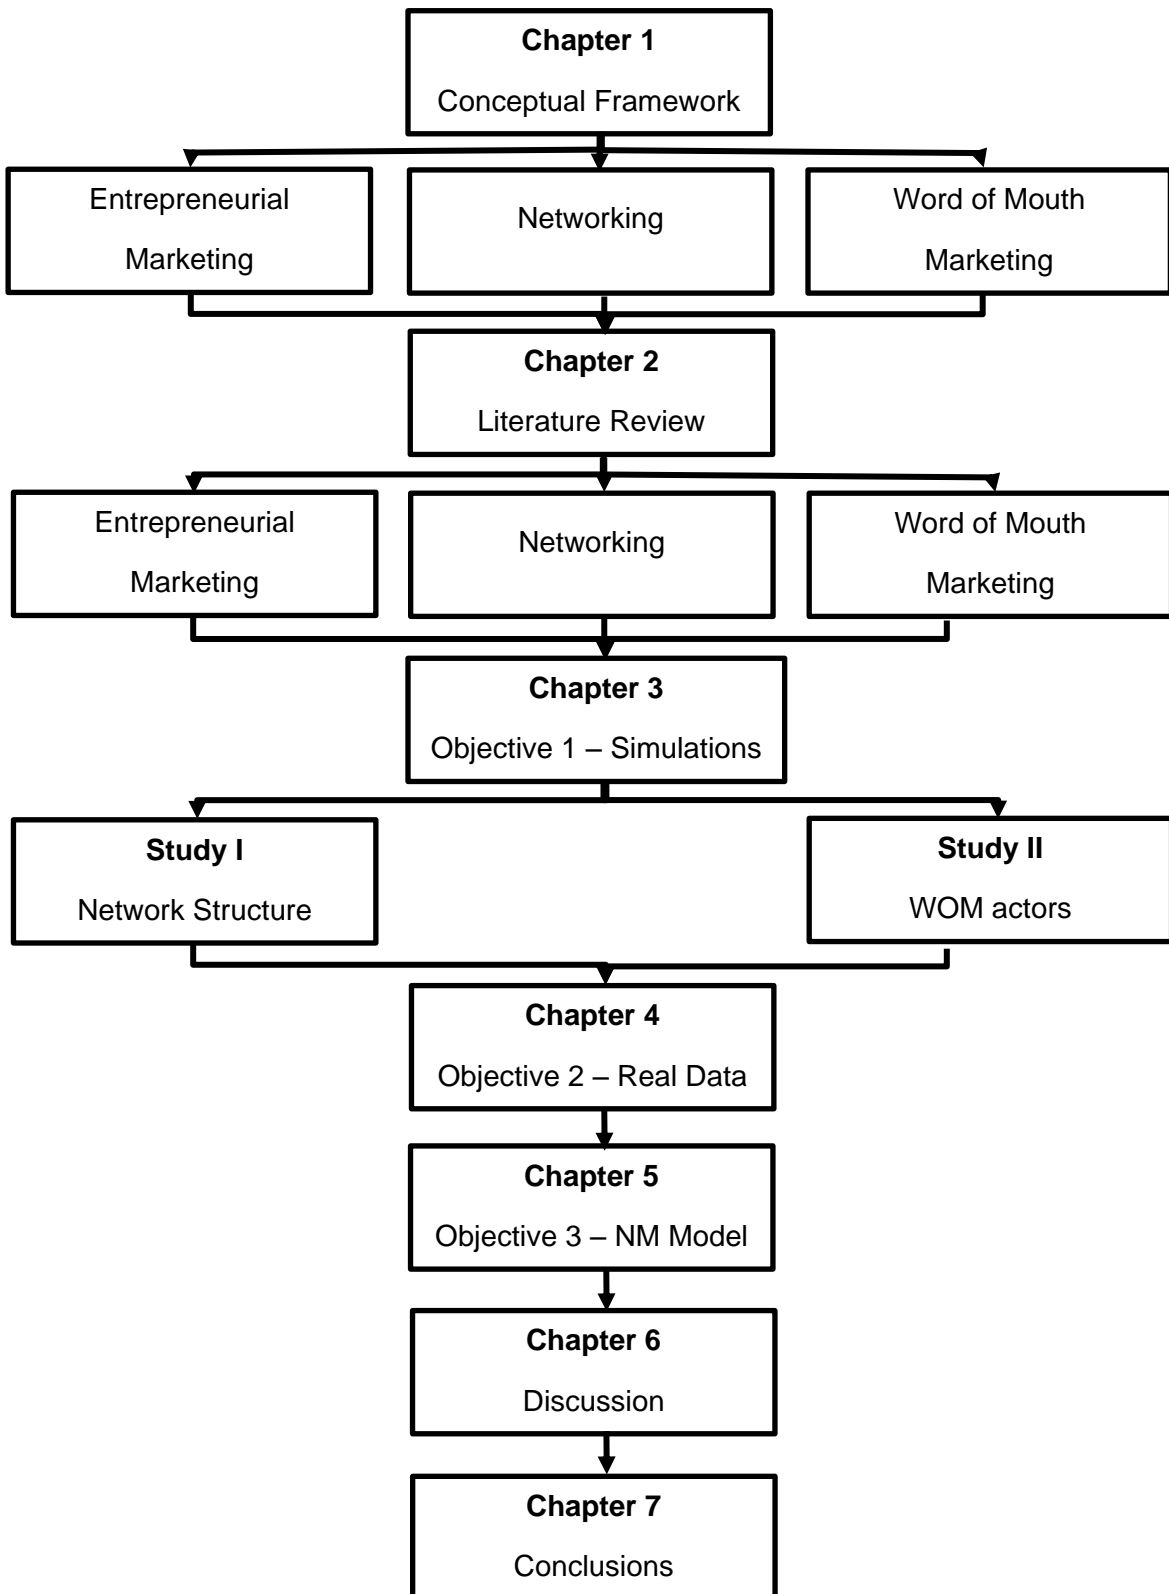 Chapter 1
Conceptual Framework
Entrepreneurial
Marketing
Networking
Word of Mouth
Marketing
Chapter 2
Literature Review
Entrepreneurial
Marketing
Networking
Word of Mouth
Marketing
Chapter 3
Objective 1 – Simulations
Study I
Network Structure
Study II
WOM actors
Chapter 4
Objective 2 – Real Data
Chapter 5
Objective 3 – NM Model
Chapter 6
Discussion
Chapter 7
Conclusions